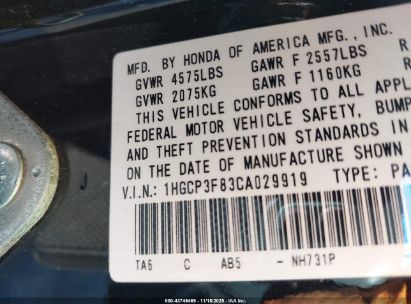 MFD. BY HONDA OF AMERICA MFG., INC.
GVWR 4575LBS GAWR F 2557LBS R
GVWR 2075KG GAWR F 1160KG R
THIS VEHICLE CONFORMS TO ALL APPL
FEDERAL MOTOR VEHICLE SAFETY, BUMP
AND THEFT PREVENTION STANDARDS IN
ON THE DATE OF MANUFACTURE SHOWN
V.I.N.: 1HGCP3F83CA029919 TYPE: PA
TA6 C AB5 - NH731P